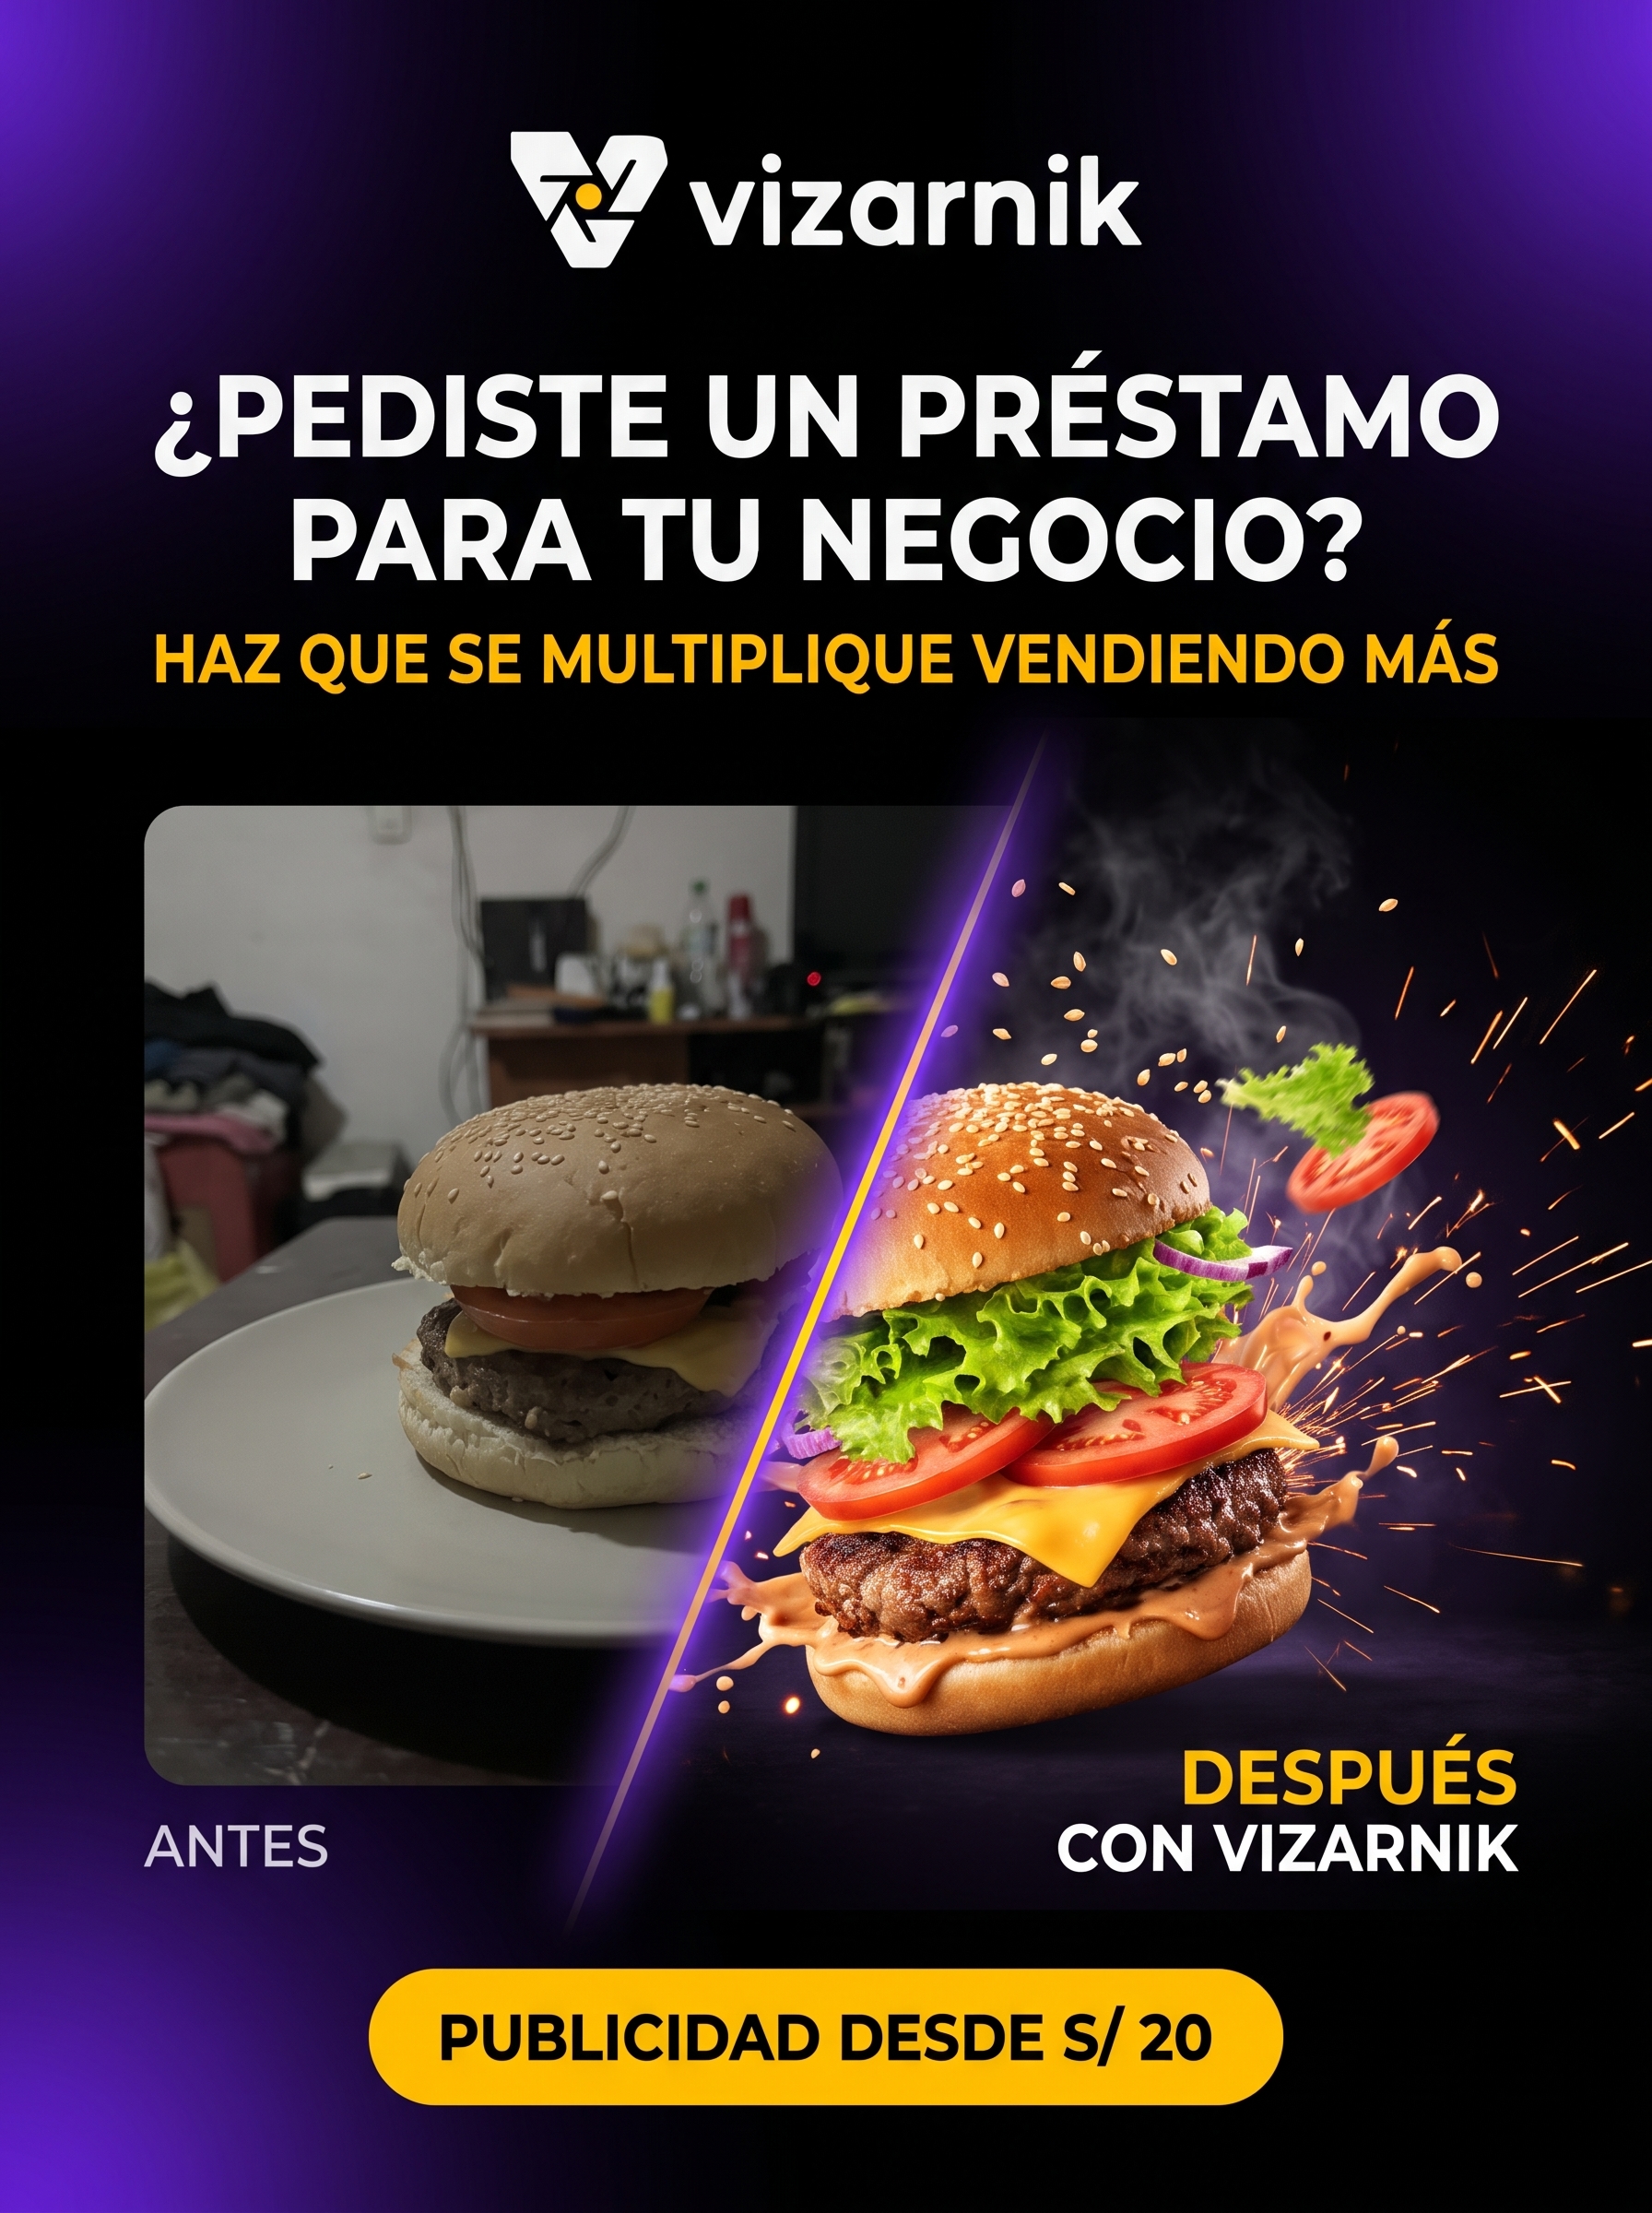 vizarnik
¿PEDISTE UN PRÉSTAMO
PARA TU NEGOCIO?
HAZ QUE SE MULTIPLIQUE VENDIENDO MÁS
ANTES
DESPUÉS
CON VIZARNIK
PUBLICIDAD DESDE S/ 20